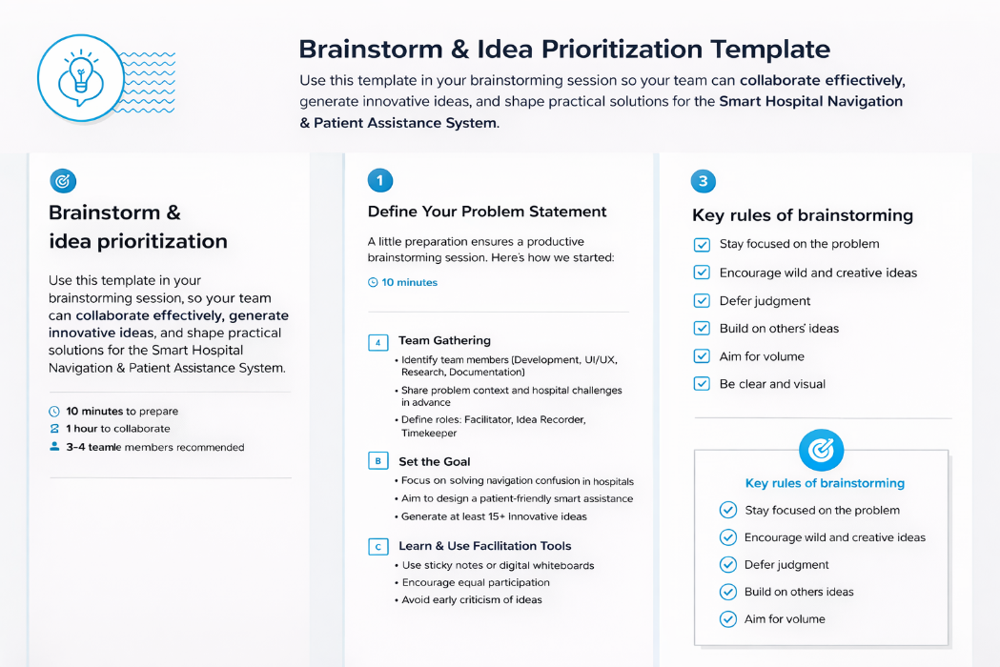 Brainstorm & Idea Prioritization Template
Use this template in your brainstorming session so your team can collaborate effiectively,
generate innovative ideas, and shape practical solutions for the Smart Hospital Navigation
& Patient Assistance System.
Brainstorm &
idea prioritization
Use this template in your
brainstorming session, so your team
can collaborate effectively, generate
innovative ideas, and shape practical
solutions for the Smart Hospital
Navigation & Patient Assistance System.
10 minutes to prepare
1 hour to collaborate
3–4 teamle members recommended
1
Define Your Problem Statement
A little preparation ensures a productive
brainstorming session. Here's how we started:
10 minutes
4
Team Gathering
• Identify team members (Development, UI/UX,
Research, Documentation)
• Share problem context and hospital challenges
in advance
• Define roles: Facilitator, Idea Recorder,
Timekeeper
B
Set the Goal
• Focus on solving navigation confusion in hospitals
• Aim to design a patient-friendly smart assistance
• Generate at least 15+ Innovative ideas
C
Learn & Use Facilitation Tools
• Use sticky notes or digital whiteboards
• Encourage equal participation
• Avoid early criticism of ideas
3
Key rules of brainstorming
Stay focused on the problem
Encourage wild and creative ideas
Defer judgment
Build on others' ideas
Aim for volume
Be clear and visual
Key rules of brainstorming
Stay focused on the problem
Encourage wild and creative ideas
Defer judgment
Build on others ideas
Aim for volume